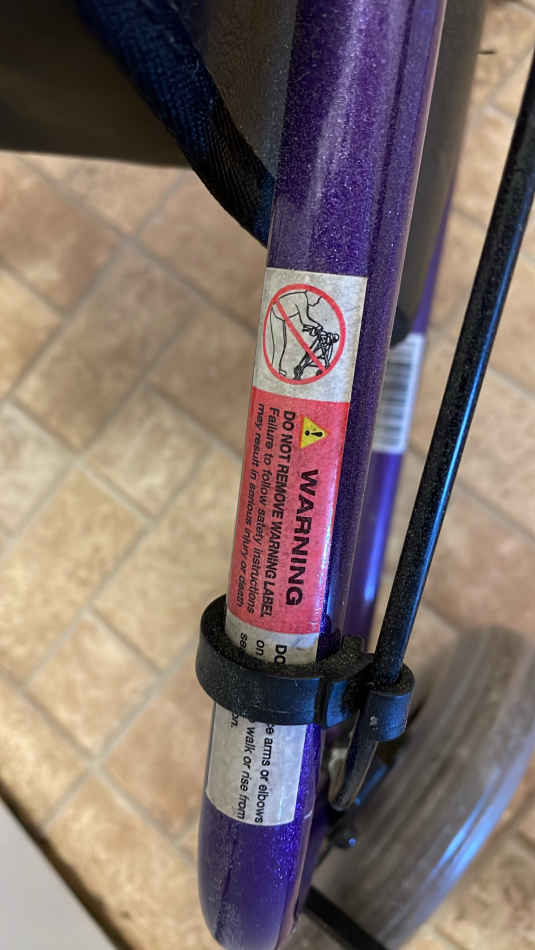 WARNING
DO NOT REMOVE WARNING LABEL
Failure to follow safety instructions
may result in serious injury or death
DO
on arms or elbows
walk or rise from